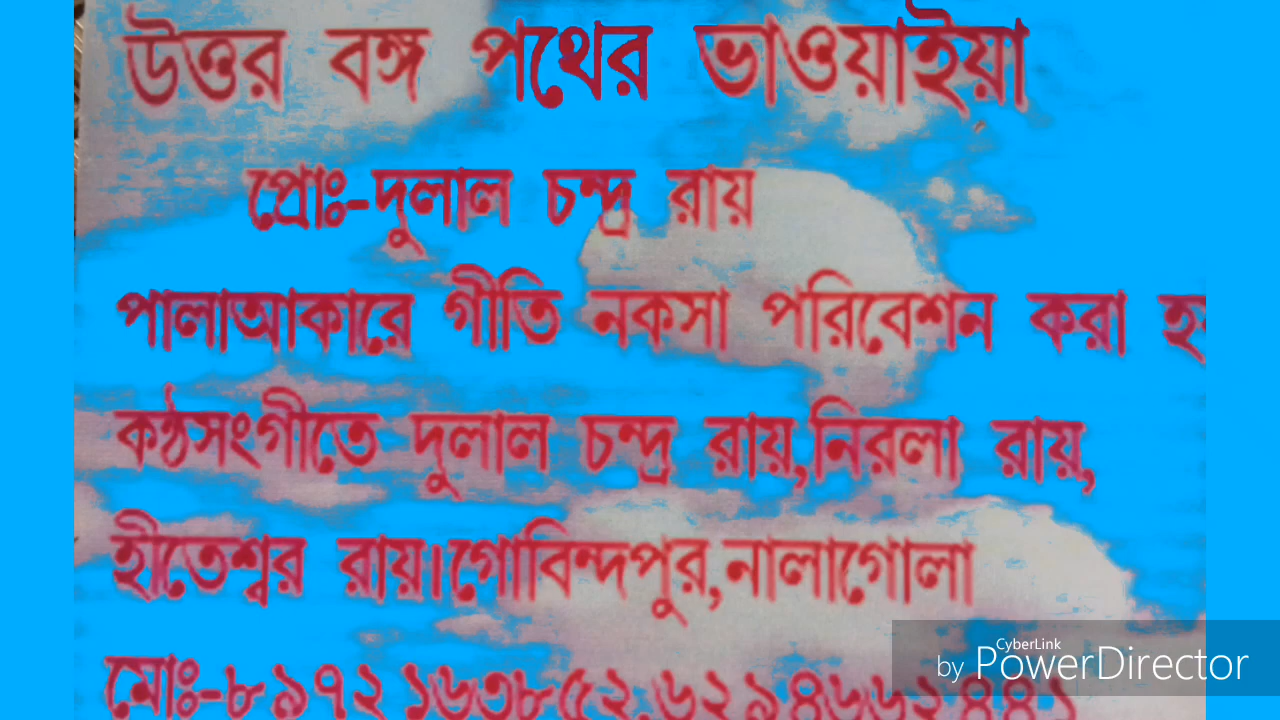 উত্তর বঙ্গ পথের ভাওয়াইয়া
প্রোঃ-দুলাল চন্দ্র রায়
পালাআকারে গীতি নকসা পরিবেশন করা
কন্ঠসংগীতে দুলাল চন্দ্র রায়,নিরলা রায়,
হীতেশ্বর রায়।গোবিন্দপুর,নালাগোলা
মোঃ-৮৯৭২১৬৩৮৫২
CyberLink
by PowerDirector